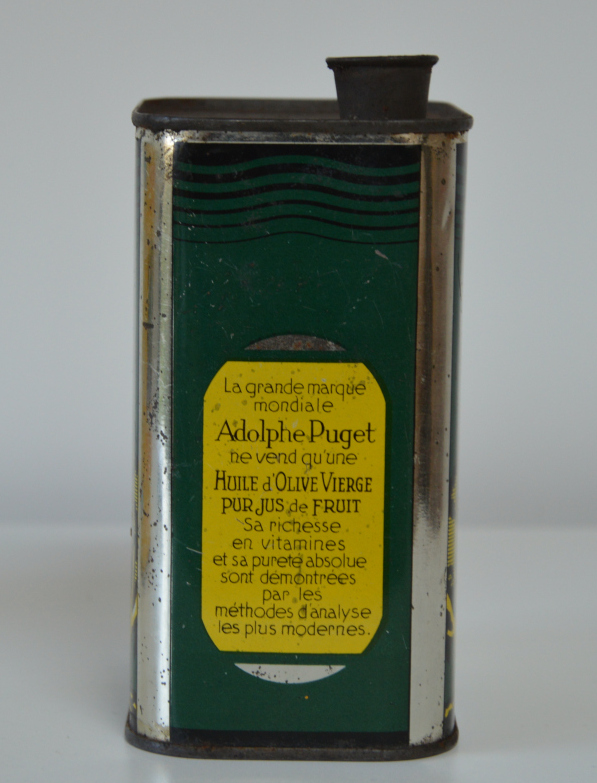 La grande marque
mondiale
Adolphe Puget
ne vend qu'une
HUILE d'OLIVE VIERGE
PUR JUS de FRUIT
Sa richesse
en vitamines
et sa pureté absolue
sont démontrées
par les
méthodes d'analyse
les plus modernes.